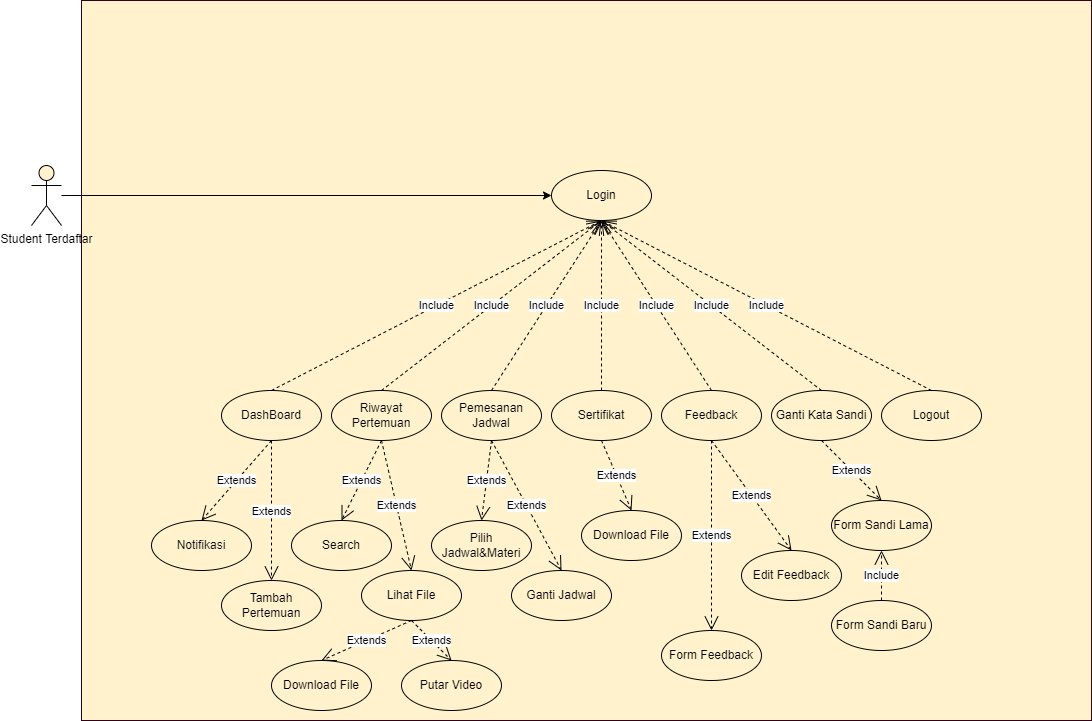 Login
Student Terdaftar
Include
Include
Include
Include
Include
Include
Include
DashBoard
Riwayat
Pertemuan
Pemesanan
Jadwal
Sertifikat
Feedback
Ganti Kata Sandi
Logout
Extends
Extends
Extends
Extends
Extends
Extends
Extends
Extends
Extends
Extends
Notifikasi
Search
Pilih
Jadwal&Materi
Download File
Form Sandi Lama
Tambah
Pertemuan
Lihat File
Ganti Jadwal
Edit Feedback
Include
Form Sandi Baru
Extends
Extends
Form Feedback
Download File
Putar Video